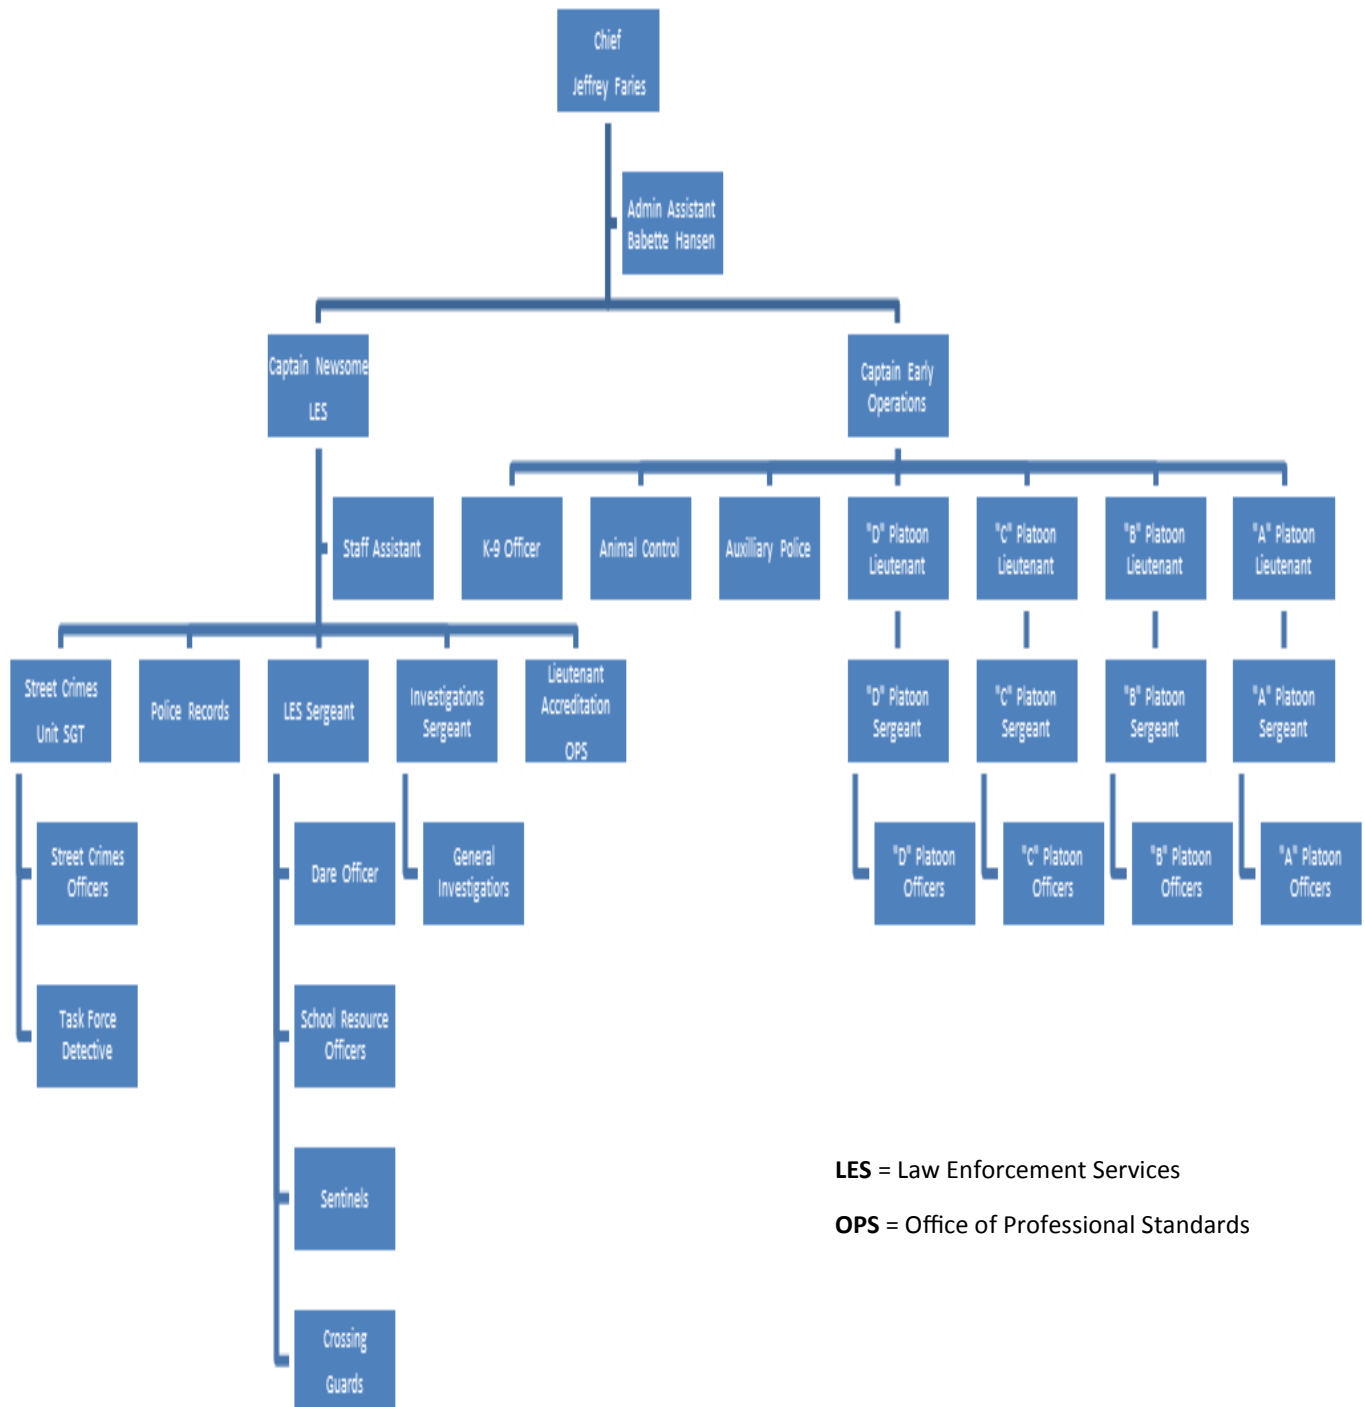 Chief
Jeffrey Faries
Admin Assistant
Babette Hansen
Captain Newsome
LES
Captain Early
Operations
Staff Assistant
K-9 Officer
Animal Control
Auxilliary Police
"D" Platoon
Lieutenant
"C" Platoon
Lieutenant
"B" Platoon
Lieutenant
"A" Platoon
Lieutenant
Street Crimes
Unit SGT
Police Records
LES Sergeant
Investigations
Sergeant
Lieutenant
Accreditation
OPS
"D" Platoon
Sergeant
"C" Platoon
Sergeant
"B" Platoon
Sergeant
"A" Platoon
Sergeant
Street Crimes
Officers
Dare Officer
General
Investigatiors
"D" Platoon
Officers
"C" Platoon
Officers
"B" Platoon
Officers
"A" Platoon
Officers
Task Force
Detective
School Resource
Officers
Sentinels
LES = Law Enforcement Services
OPS = Office of Professional Standards
Crossing
Guards